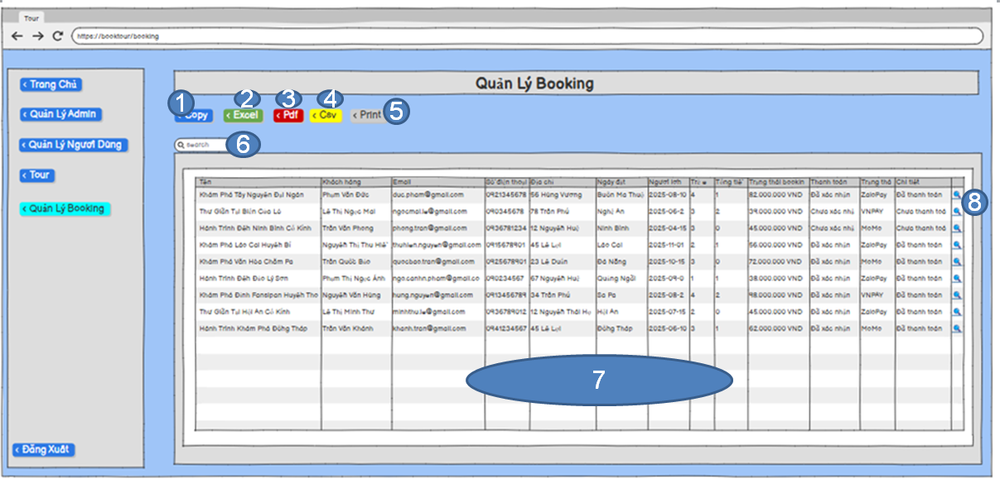 Tour
https://booktour/booking
‹ Trang Chủ
‹ Quản Lý Admin
‹ Quản Lý Người Dùng
‹ Tour
‹ Quản Lý Booking
‹ Đăng Xuất
Quản Lý Booking
1 ‹ Copy
2 ‹ Excel
3 ‹ Pdf
4 ‹ Csv
5 ‹ Print
search 6
Tên Khách hàng Email Số điện thoại Địa chỉ Ngày đặt Người lớn Tổng Trạng thái bookin Thanh toán Trạng thá Chi tiết
Khám Phá Tây Nguyên Đại Ngàn Phạm Văn Đức duc.pham@gmail.com 0921345678 56 Hùng Vương Buôn Ma Thuộ 2025-08-10 4 1 82.000.000 VND Đã xác nhận ZaloPay Đã thanh toán
Thư Giãn Tại Biển Cửa Lò Lê Thị Ngọc Mai ngocmai.le@gmail.com 090345678 78 Trần Phú Nghệ An 2025-06-2 3 2 39.000.000 VND Chưa xác nhậ VNPAY Chưa thanh toá
Hành Trình Đến Ninh Bình Cổ Kính Trần Văn Phong phong.tran@gmail.com 0936781234 12 Nguyễn Huệ Ninh Bình 2025-04-15 3 0 45.000.000 VND Chưa xác nhậ MoMo Chưa thanh toá
Khám Phá Lào Cai Huyền Bí Nguyễn Thị Thu Hiề thuhien.nguyen@gmail.com 0915678901 45 Lê Lợi Lào Cai 2025-11-01 2 1 56.000.000 VND Đã xác nhận ZaloPay Đã thanh toán
Khám Phá Văn Hóa Chăm Pa Trần Quốc Bảo quocbao.tran@gmail.com 0925678901 23 Lê Duẩn Đà Nẵng 2025-10-15 3 0 72.000.000 VND Đã xác nhận MoMo Đã thanh toán
Hành Trình Đến Đảo Lý Sơn Phạm Thị Ngọc Ánh ngocanhn.pham@gmail.co 090234567 67 Nguyễn Huệ Quảng Ngãi 2025-09-0 1 1 38.000.000 VND Đã xác nhận ZaloPay Đã thanh toán
Khám Phá Đỉnh Fansipan Huyền Tho Nguyễn Văn Hùng hung.nguyen@gmail.com 0913456789 34 Trần Phú Sa Pa 2025-08-2 4 2 98.000.000 VND Đã xác nhận VNPAY Đã thanh toán
Thư Giãn Tại Hội An Cổ Kính Lê Thị Minh Thư minhthu.le@gmail.com 0936789012 12 Nguyễn Thái Họ Hội An 2025-07-15 2 0 45.000.000 VND Đã xác nhận ZaloPay Đã thanh toán
Hành Trình Khám Phá Đồng Tháp Trần Văn Khánh khanh.tran@gmail.com 0941234567 45 Lê Lợi Đồng Tháp 2025-06-10 3 1 62.000.000 VND Đã xác nhận MoMo Đã thanh toán
8
7